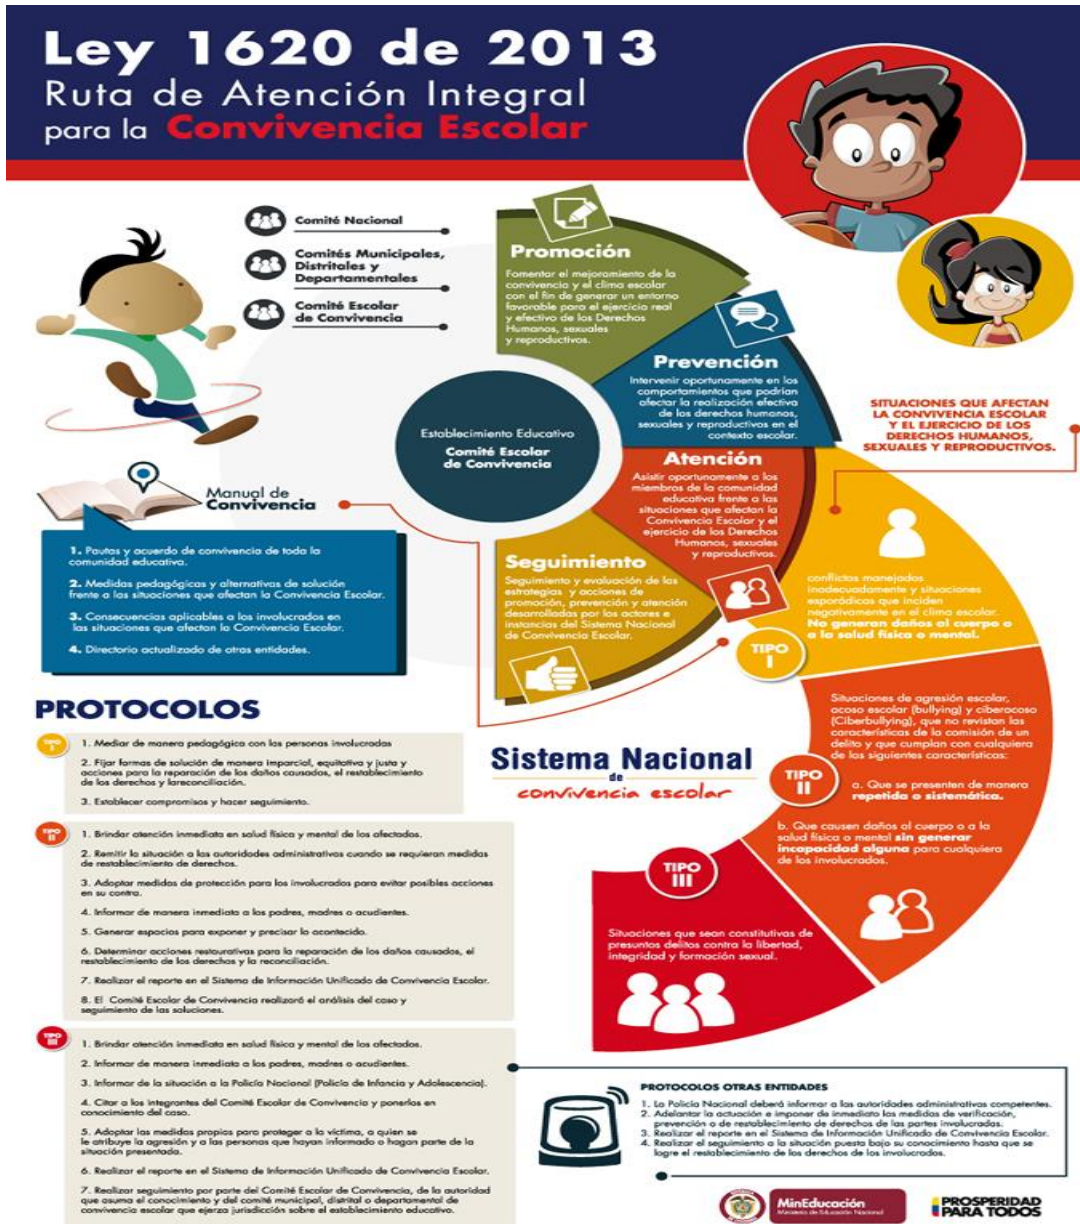 Ley 1620 de 2013
Ruta de Atención Integral
para la Convivencia Escolar
Comité Nacional
Comités Municipales,
Distritales y
Departamentales
Comité Escolar
de Convivencia
Promoción
Fomentar el mejoramiento de la
convivencia y el clima escolar
con el fin de generar un entorno
favorable para el ejercicio real
y efectivo de los Derechos
Humanos, sexuales
y reproductivos.
Prevención
Intervenir oportunamente en los
comportamientos que podrían
afectar la realización efectiva
de los derechos humanos,
sexuales y reproductivos en el
contexto escolar.
Establecimiento Educativo
Comité Escolar
de Convivencia
Atención
Asistir oportunamente a los
miembros de la comunidad
educativa frente a las
situaciones que afectan la
Convivencia Escolar y el
ejercicio de los Derechos
Humanos, sexuales
y reproductivos.
Seguimiento
Seguimiento y evaluación de las
estrategias y acciones de
promoción, prevención y atención
desarrolladas por los actores e
instancias del Sistema Nacional
de Convivencia Escolar.
SITUACIONES QUE AFECTAN
LA CONVIVENCIA ESCOLAR
Y EL EJERCICIO DE LOS
DERECHOS HUMANOS,
SEXUALES Y REPRODUCTIVOS.
Manual de
Convivencia
1. Pautas y acuerdo de convivencia de toda la
comunidad educativa.
2. Medidas pedagógicas y alternativas de solución
frente a las situaciones que afectan la Convivencia Escolar.
3. Consecuencias aplicables a los involucrados en
las situaciones que afectan la Convivencia Escolar.
4. Directorio actualizado de otras entidades.
conflictos manejados
inadecuadamente y situaciones
esporádicas que inciden
negativamente en el clima escolar.
No generan daños al cuerpo o
a la salud física o mental.
TIPO
I
Situaciones de agresión escolar,
acoso escolar (bullying) y ciberacoso
(Ciberbullying), que no revistan las
características de la comisión de un
delito y que cumplan con cualquiera
de las siguientes características:
a. Que se presenten de manera
repetida o sistemática.
b. Que causen daños al cuerpo o a la
salud física o mental sin generar
incapacidad alguna para cualquiera
de los involucrados.
TIPO
II
TIPO
III
Situaciones que sean constitutivas de
presuntos delitos contra la libertad,
integridad y formación sexual.
Sistema Nacional
de
convivencia escolar
PROTOCOLOS
TIPO
I
1. Mediar de manera pedagógica con las personas involucradas
2. Fijar formas de solución de manera imparcial, equitativa y justa y
acciones para la reparación de los daños causados, el restablecimiento
de los derechos y lareconciliación.
3. Establecer compromisos y hacer seguimiento.
TIPO
II
1. Brindar atención inmediata en salud física y mental de los afectados.
2. Remitir la situación a las autoridades administrativas cuando se requieran medidas
de restablecimiento de derechos.
3. Adoptar medidas de protección para los involucrados para evitar posibles acciones
en su contra.
4. Informar de manera inmediata a los padres, madres o acudientes.
5. Generar espacios para exponer y precisar lo acontecido.
6. Determinar acciones restaurativas para la reparación de los daños causados, el
restablecimiento de los derechos y la reconciliación.
7. Realizar el reporte en el Sistema de Información Unificado de Convivencia Escolar.
8. El Comité Escolar de Convivencia realizará el análisis del caso y
seguimiento de las soluciones.
TIPO
III
1. Brindar atención inmediata en salud física y mental de los afectados.
2. Informar de manera inmediata a los padres, madres o acudientes.
3. Informar de la situación a la Policía Nacional (Policía de Infancia y Adolescencia).
4. Citar a los integrantes del Comité Escolar de Convivencia y ponerlos en
conocimiento del caso.
5. Adoptar las medidas propias para proteger a la víctima, a quien se
le atribuye la agresión y a las personas que hayan informado o hagan parte de la
situación presentada.
6. Realizar el reporte en el Sistema de Información Unificado de Convivencia Escolar.
7. Realizar seguimiento por parte del Comité Escolar de Convivencia, de la autoridad
que asuma el conocimiento y del comité municipal, distrital o departamental de
convivencia escolar que ejerza jurisdicción sobre el establecimiento educativo.
PROTOCOLOS OTRAS ENTIDADES
1. La Policía Nacional deberá informar a las autoridades administrativas competentes.
2. Adelantar la actuación e imponer de inmediato las medidas de verificación,
prevención o de restablecimiento de derechos de las partes involucradas.
3. Realizar el reporte en el Sistema de Información Unificado de Convivencia Escolar.
4. Realizar el seguimiento a la situación puesta bajo su conocimiento hasta que se
logre el restablecimiento de los derechos de los involucrados.
MinEducación
Ministerio de Educación Nacional
PROSPERIDAD
PARA TODOS